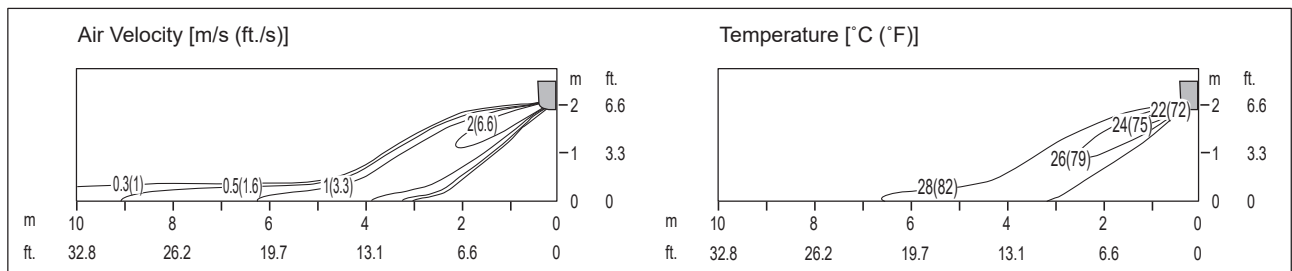 Air Velocity [m/s (ft./s)]
m ft.
2 6.6
1 3.3
0 0
2(6.6)
0.3(1) 0.5(1.6) 1(3.3)
m 10 8 6 4 2 0
ft. 32.8 26.2 19.7 13.1 6.6 0
Temperature [˚C (˚F)]
m ft.
2 6.6
1 3.3
0 0
22(72)
24(75)
26(79)
28(82)
m 10 8 6 4 2 0
ft. 32.8 26.2 19.7 13.1 6.6 0